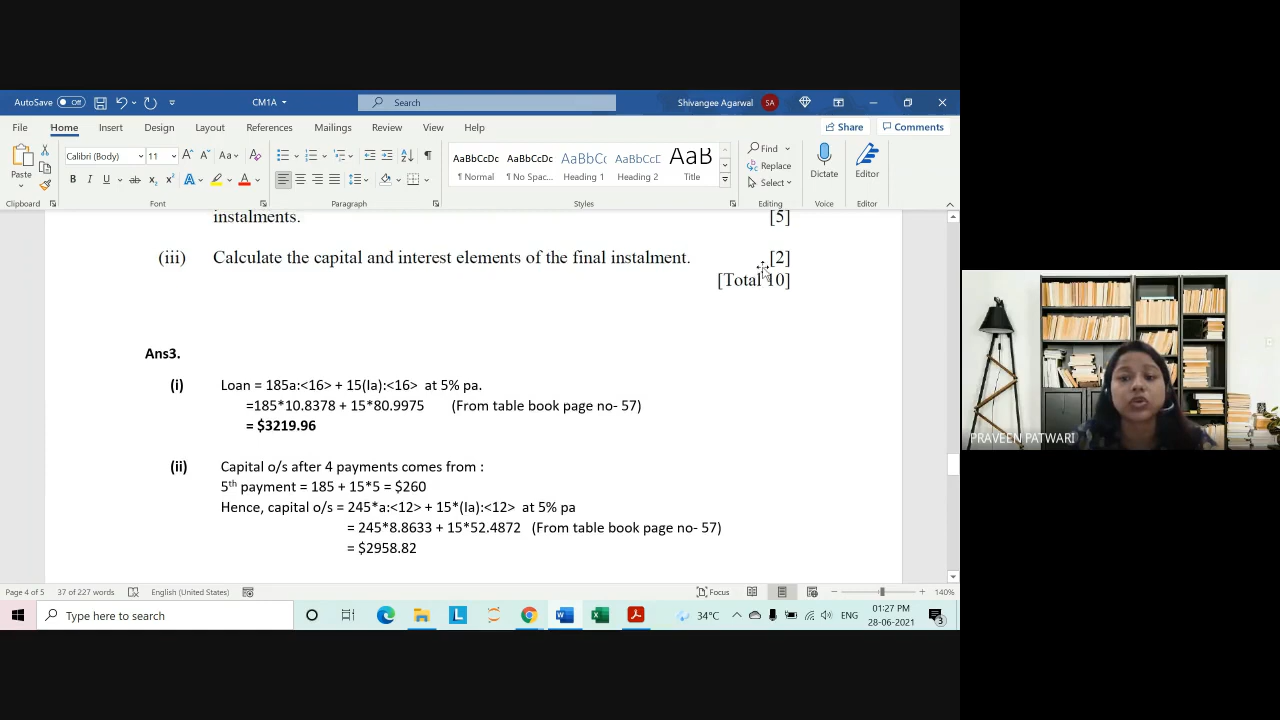 AutoSave Off
CM1A
Search
Shivangee Agarwal SA
File Home Insert Design Layout References Mailings Review View Help
Share Comments
Paste
Calibri (Body) 11
AaBbCcDc AaBbCcDc AaBbCc AaBbCcD AaB
¶ Normal ¶ No Spac... Heading 1 Heading 2 Title
Find
Replace
Select
Dictate
Editor
Clipboard Font Paragraph Styles Editing Voice Editor
instalments. [5]
(iii) Calculate the capital and interest elements of the final instalment. [2]
[Total 10]
Ans3.
(i) Loan = 185a:<16> + 15(Ia):<16> at 5% pa.
=185*10.8378 + 15*80.9975 (From table book page no- 57)
= $3219.96
(ii) Capital o/s after 4 payments comes from :
5th payment = 185 + 15*5 = $260
Hence, capital o/s = 245*a:<12> + 15*(Ia):<12> at 5% pa
= 245*8.8633 + 15*52.4872 (From table book page no- 57)
= $2958.82
PRAVEEN PATWARI
Page 4 of 5 37 of 227 words English (United States) Focus 140%
Type here to search
34°C ENG 01:27 PM
28-06-2021
3